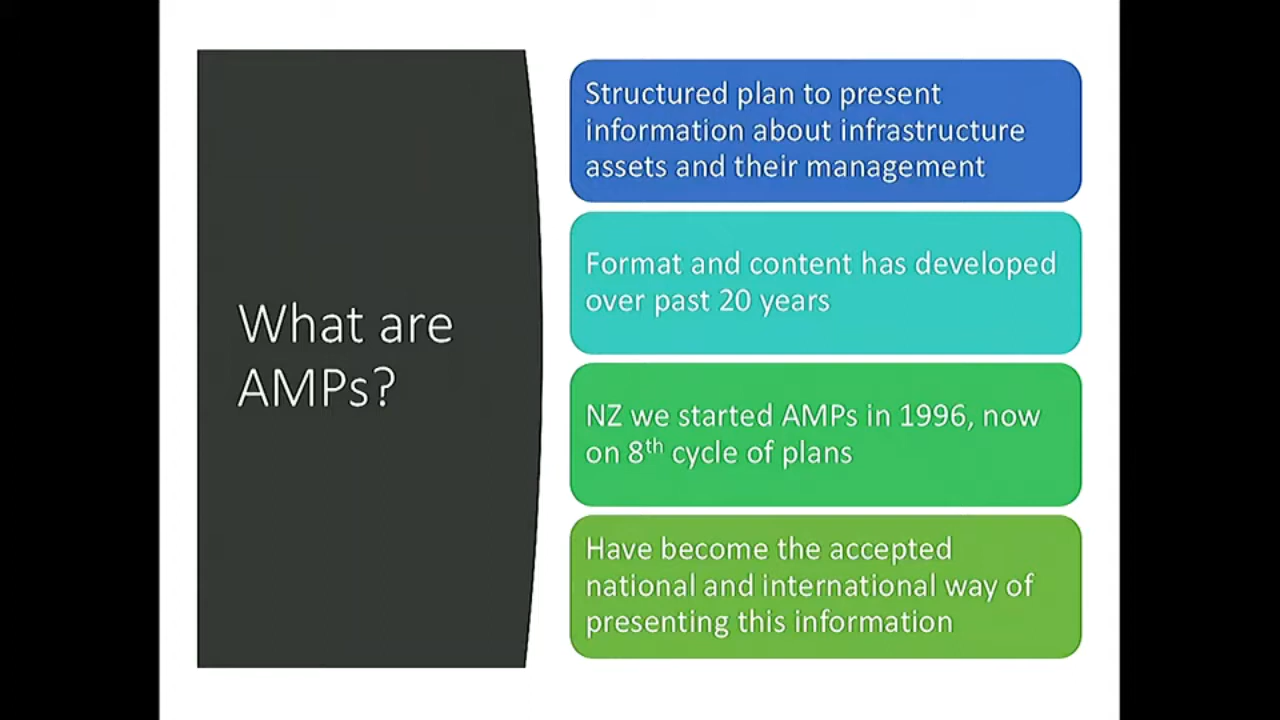 What are
AMPs?
Structured plan to present
information about infrastructure
assets and their management
Format and content has developed
over past 20 years
NZ we started AMPs in 1996, now
on 8th cycle of plans
Have become the accepted
national and international way of
presenting this information